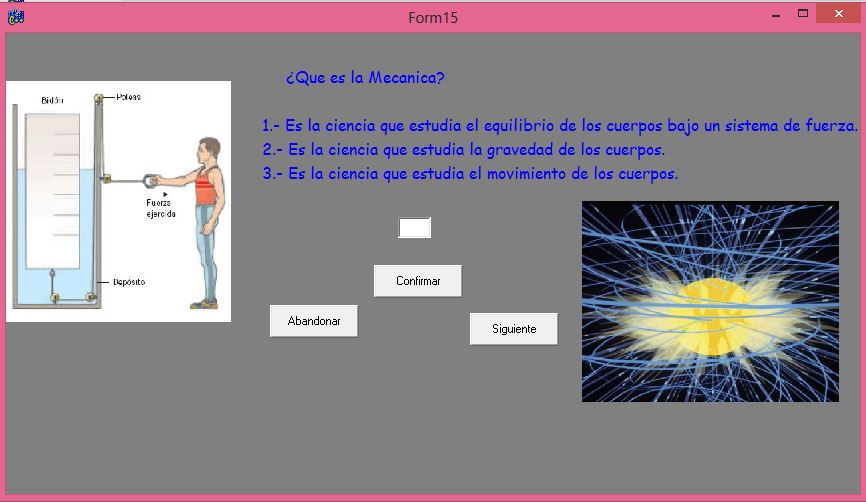 Form15
¿Que es la Mecanica?
1.- Es la ciencia que estudia el equilibrio de los cuerpos bajo un sistema de fuerza.
2.- Es la ciencia que estudia la gravedad de los cuerpos.
3.- Es la ciencia que estudia el movimiento de los cuerpos.
Bidón
Poleas
Fuerza
ejercida
Depósito
Confirmar
Abandonar
Siguiente